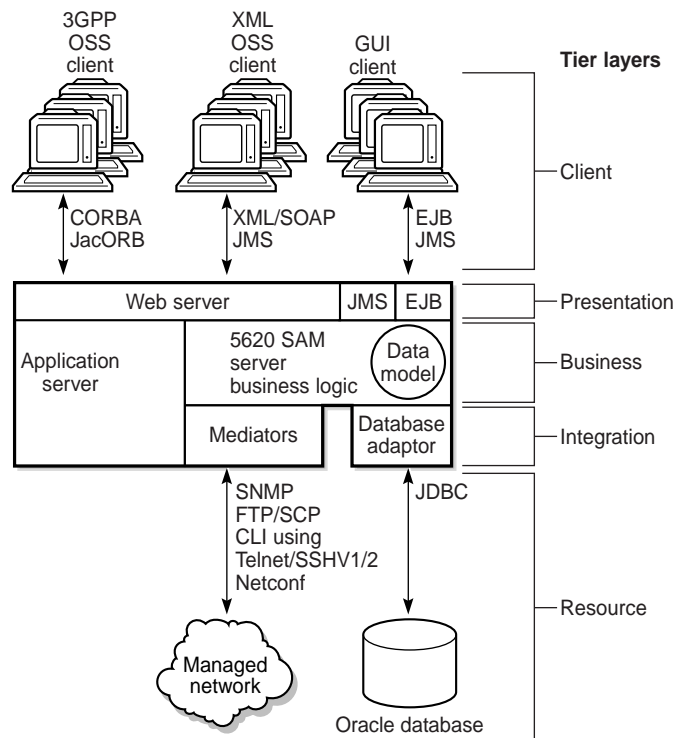 3GPP
OSS
client
XML
OSS
client
GUI
client
Tier layers
Client
CORBA
JacORB
XML/SOAP
JMS
EJB
JMS
Web server
JMS
EJB
Presentation
Application
server
5620 SAM
server
business logic
Data
model
Business
Mediators
Database
adaptor
Integration
SNMP
FTP/SCP
CLI using
Telnet/SSHV1/2
Netconf
JDBC
Resource
Managed
network
Oracle database